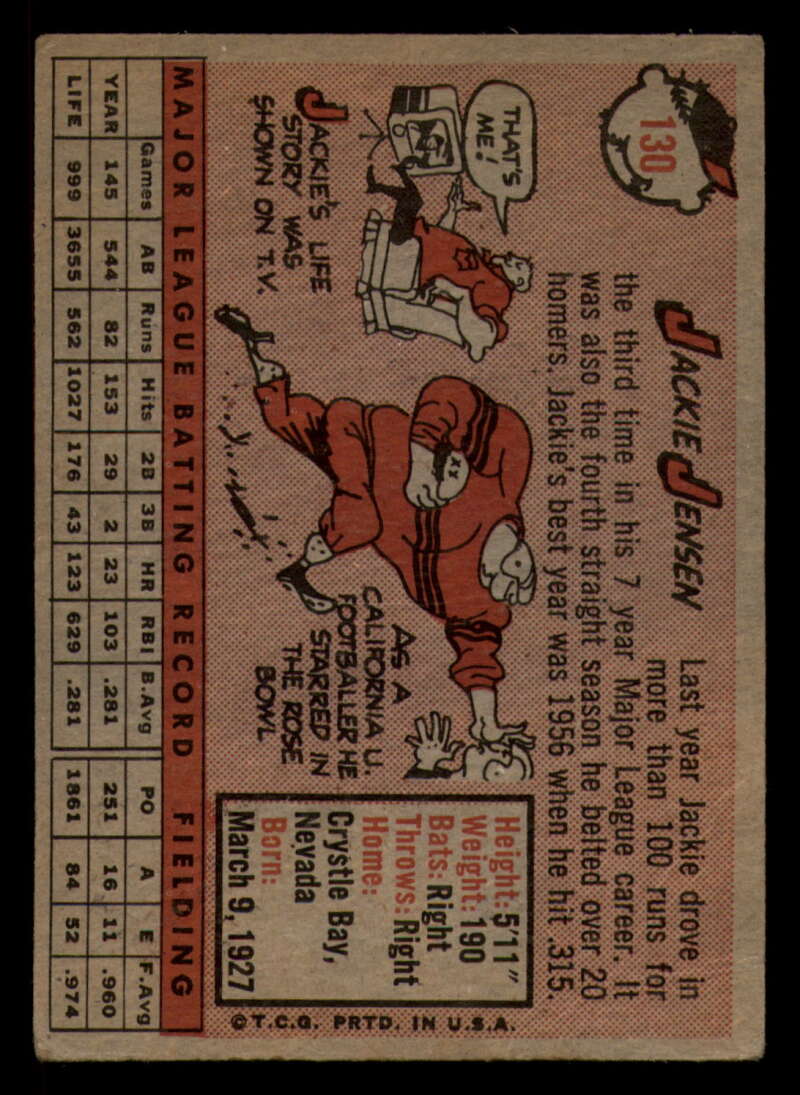 130
JACKIE JENSEN
Last year Jackie drove in
more than 100 runs for
the third time in his 7 year Major League career. It
was also the fourth straight season he belted over 20
homers. Jackie's best year was 1956 when he hit .315.
THAT'S
ME!
JACKIE'S LIFE
STORY WAS
SHOWN ON T.V.
AS A
CALIFORNIA U.
FOOTBALLER HE
STARRED IN
THE ROSE
BOWL
Height: 5'11"
Weight: 190
Bats: Right
Throws: Right
Home:
Crystle Bay,
Nevada
Born:
March 9, 1927
©T.C.G. PRTD. IN U.S.A.
MAJOR LEAGUE BATTING RECORD FIELDING
Games AB Runs Hits 2B 3B HR RBI B.Avg PO A E F.Avg
YEAR 145 544 82 153 29 2 23 103 .281 251 16 11 .960
LIFE 999 3655 562 1027 176 43 123 629 .281 1861 84 52 .974